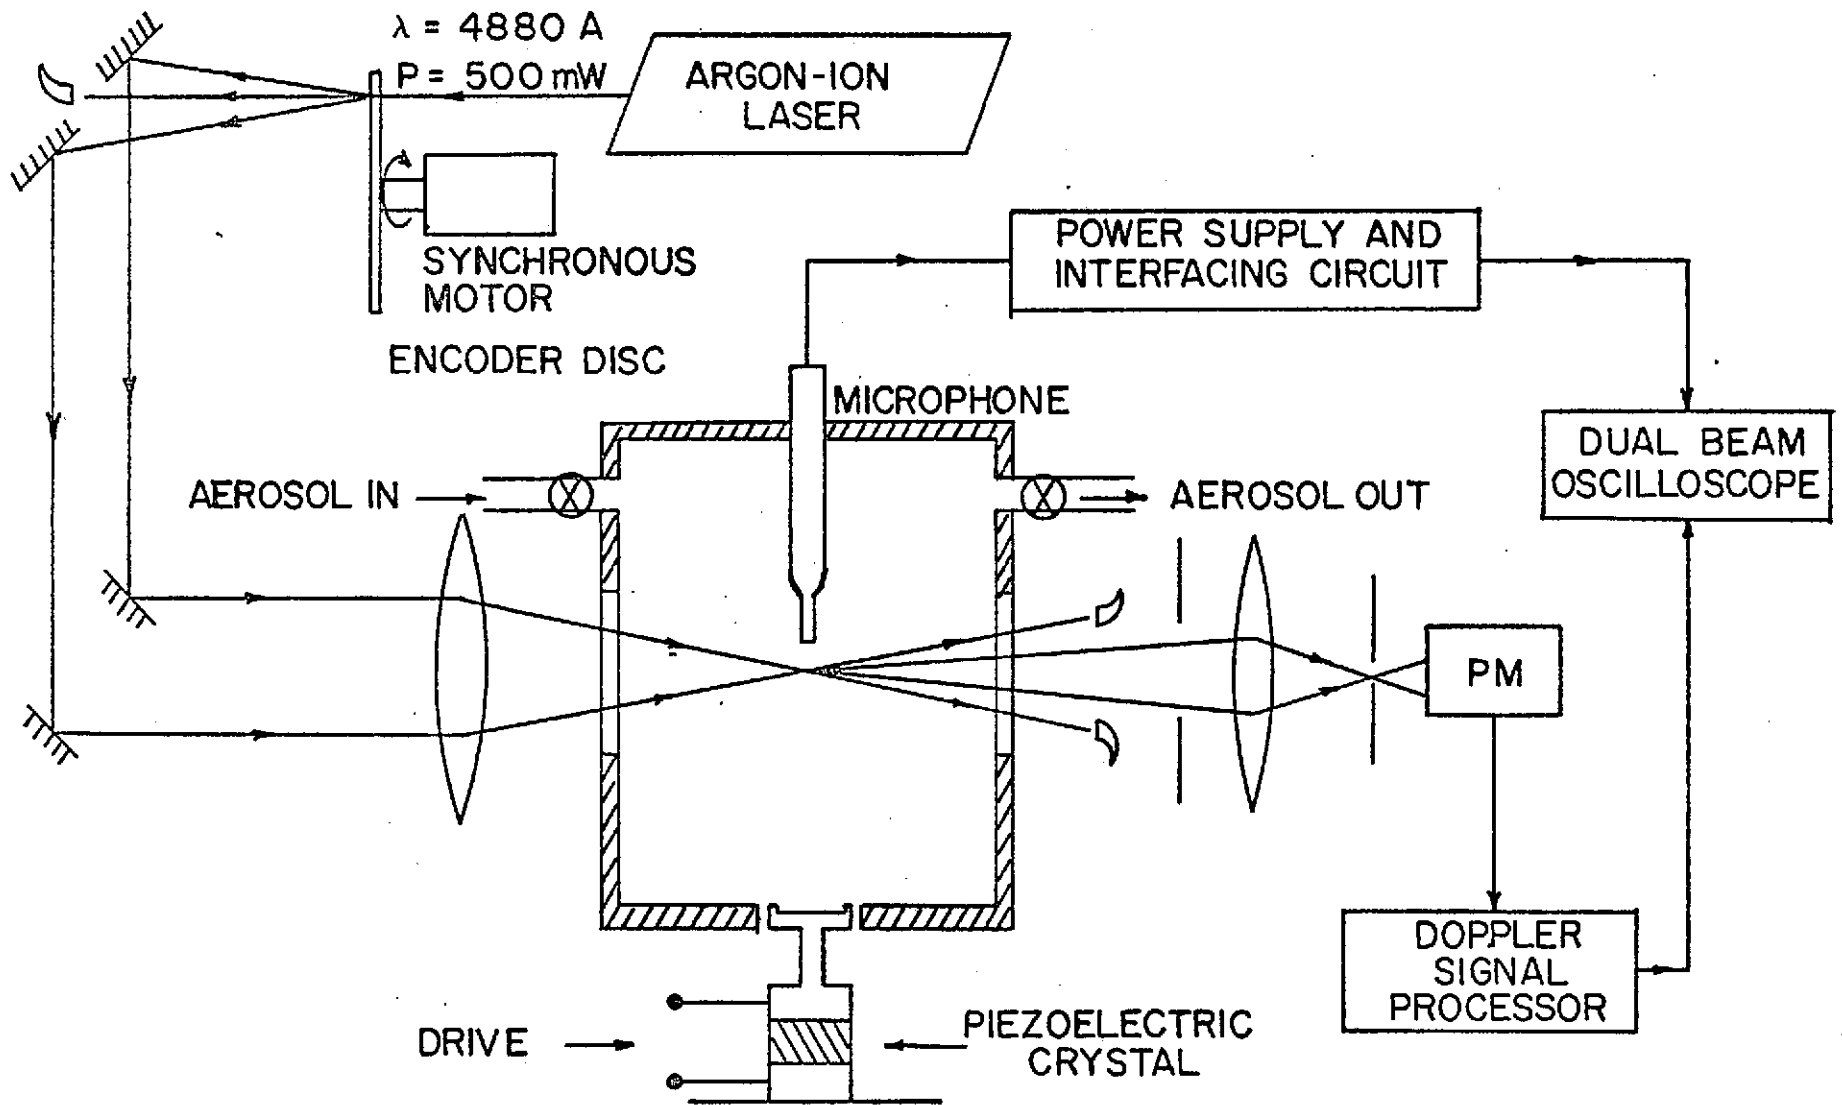 λ = 4880 A
P = 500 mW
ARGON-ION
LASER
SYNCHRONOUS
MOTOR
ENCODER DISC
POWER SUPPLY AND
INTERFACING CIRCUIT
MICROPHONE
DUAL BEAM
OSCILLOSCOPE
AEROSOL IN
AEROSOL OUT
PM
DOPPLER
SIGNAL
PROCESSOR
DRIVE
PIEZOELECTRIC
CRYSTAL